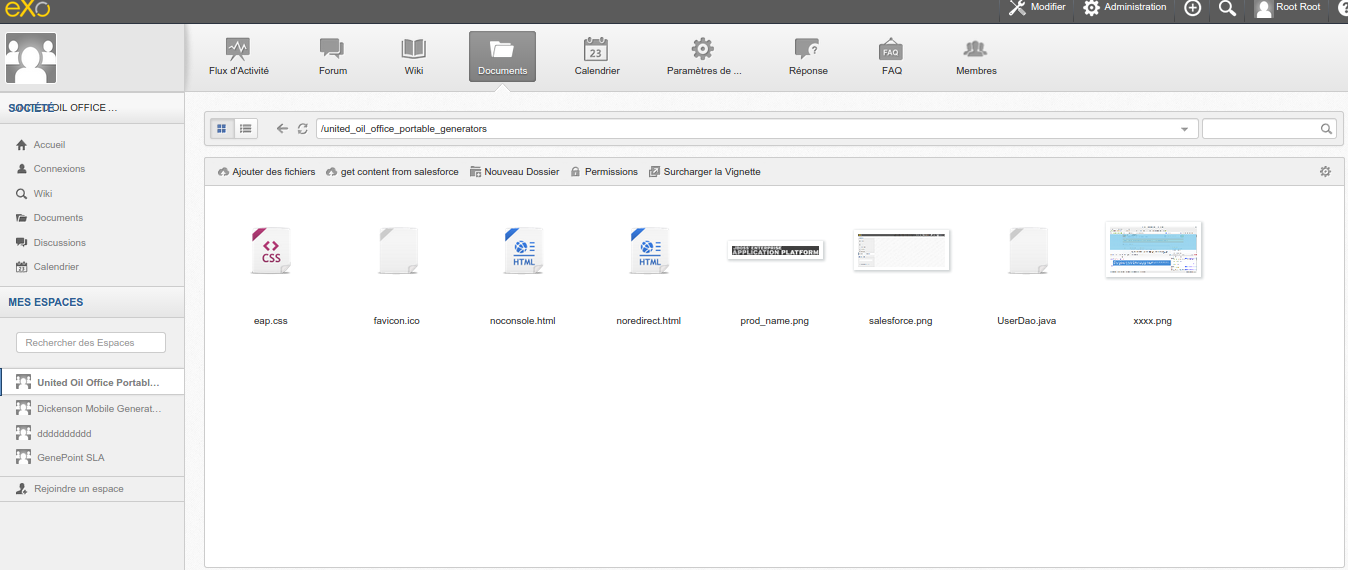 eXo
Modifier
Administration
Root Root
Flux d'Activité
Forum
Wiki
Documents
23
Calendrier
Paramètres de ...
Réponse
FAQ
FAQ
Membres
SOCIÉTÉ
OIL OFFICE ...
Accueil
Connexions
Wiki
Documents
Discussions
Calendrier
MES ESPACES
Rechercher des Espaces
United Oil Office Portabl...
Dickenson Mobile Generat...
dddddddddd
GenePoint SLA
Rejoindre un espace
/united_oil_office_portable_generators
Ajouter des fichiers
get content from salesforce
Nouveau Dossier
Permissions
Surcharger la Vignette
CSS
HTML
HTML
APPLICATION PLATFORM
eap.css
favicon.ico
noconsole.html
noredirect.html
prod_name.png
salesforce.png
UserDao.java
xxxx.png